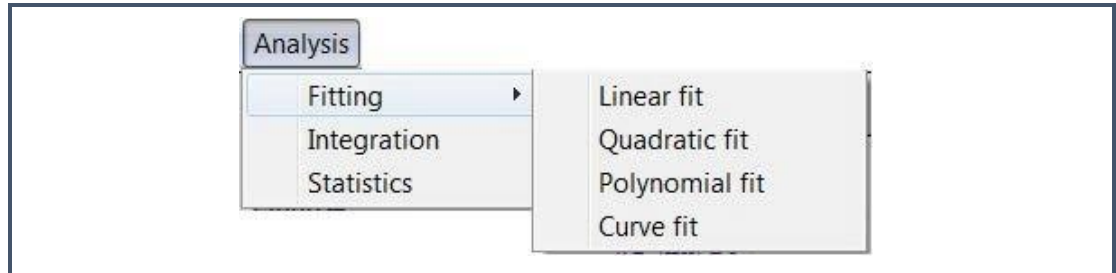 Analysis
Fitting
Integration
Statistics
Linear fit
Quadratic fit
Polynomial fit
Curve fit